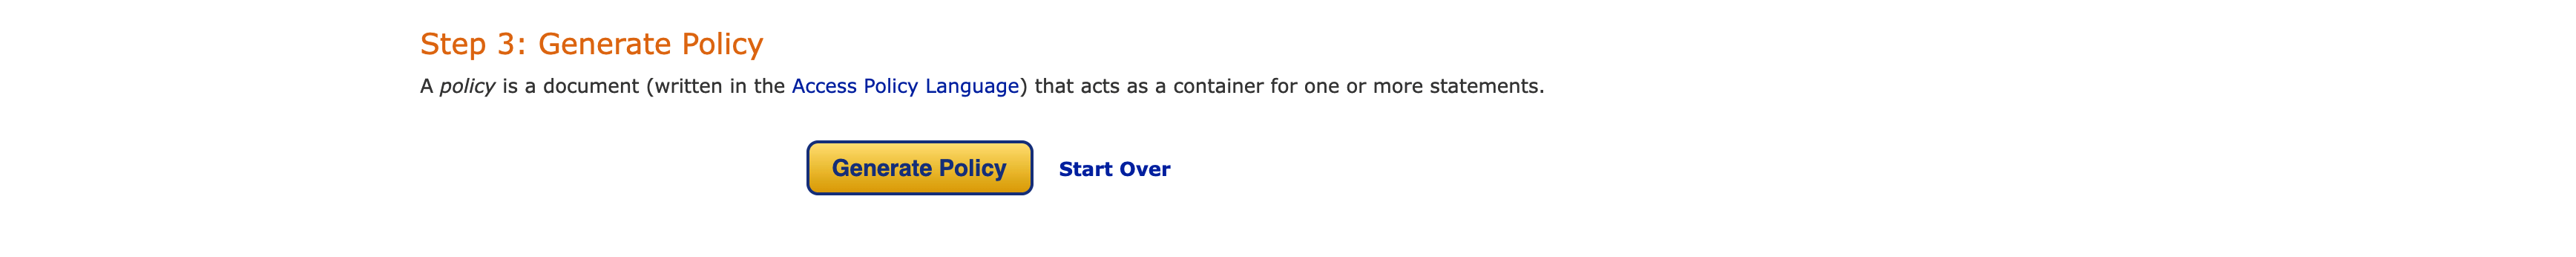 Step 3: Generate Policy
A policy is a document (written in the Access Policy Language) that acts as a container for one or more statements.
Generate Policy
Start Over